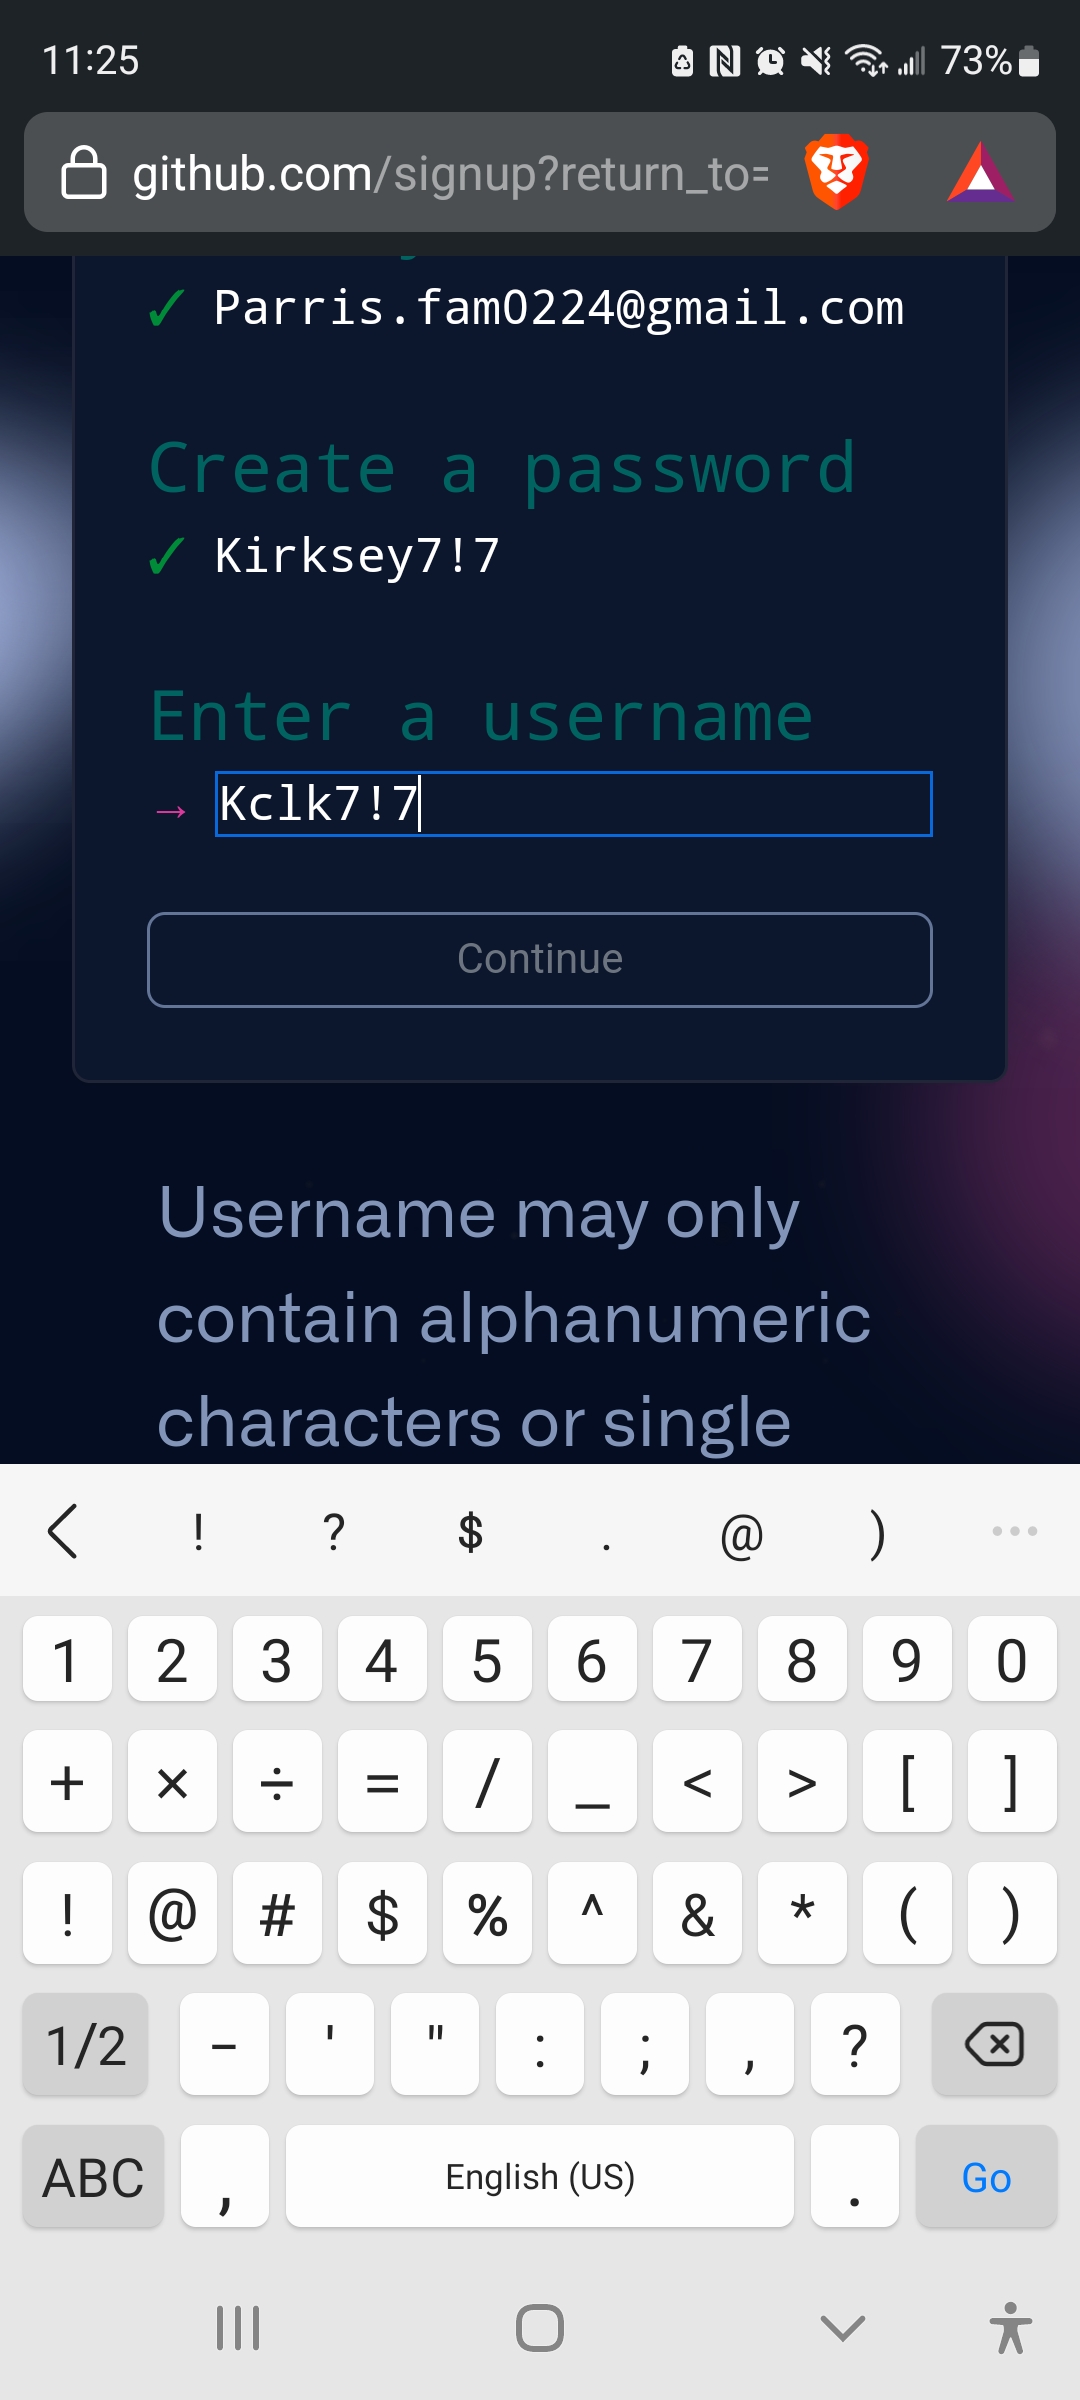 11:25
73%
github.com/signup?return_to=
✓ Parris.fam0224@gmail.com
Create a password
✓ Kirksey7!7
Enter a username
→ Kclk7!7
Continue
Username may only
contain alphanumeric
characters or single
! ? $ . @ ) ...
1 2 3 4 5 6 7 8 9 0
+ × ÷ = / _ < > [ ]
! @ # $ % ^ & * ( )
1/2 - ' " : ; , ?
ABC , English (US) . Go